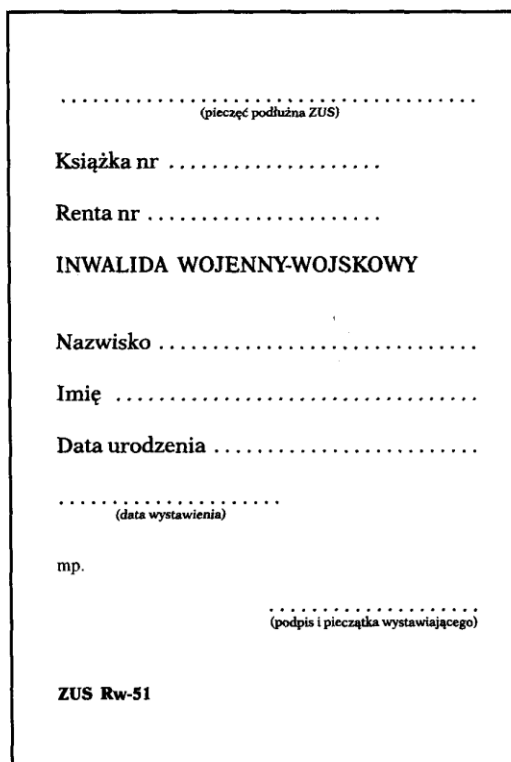 ........................................
(pieczęć podłużna ZUS)
Książka nr ....................
Renta nr ......................
INWALIDA WOJENNY-WOJSKOWY
Nazwisko ..............................
Imię ..................................
Data urodzenia .........................
.....................
(data wystawienia)
mp.
....................
(podpis i pieczątka wystawiającego)
ZUS Rw-51